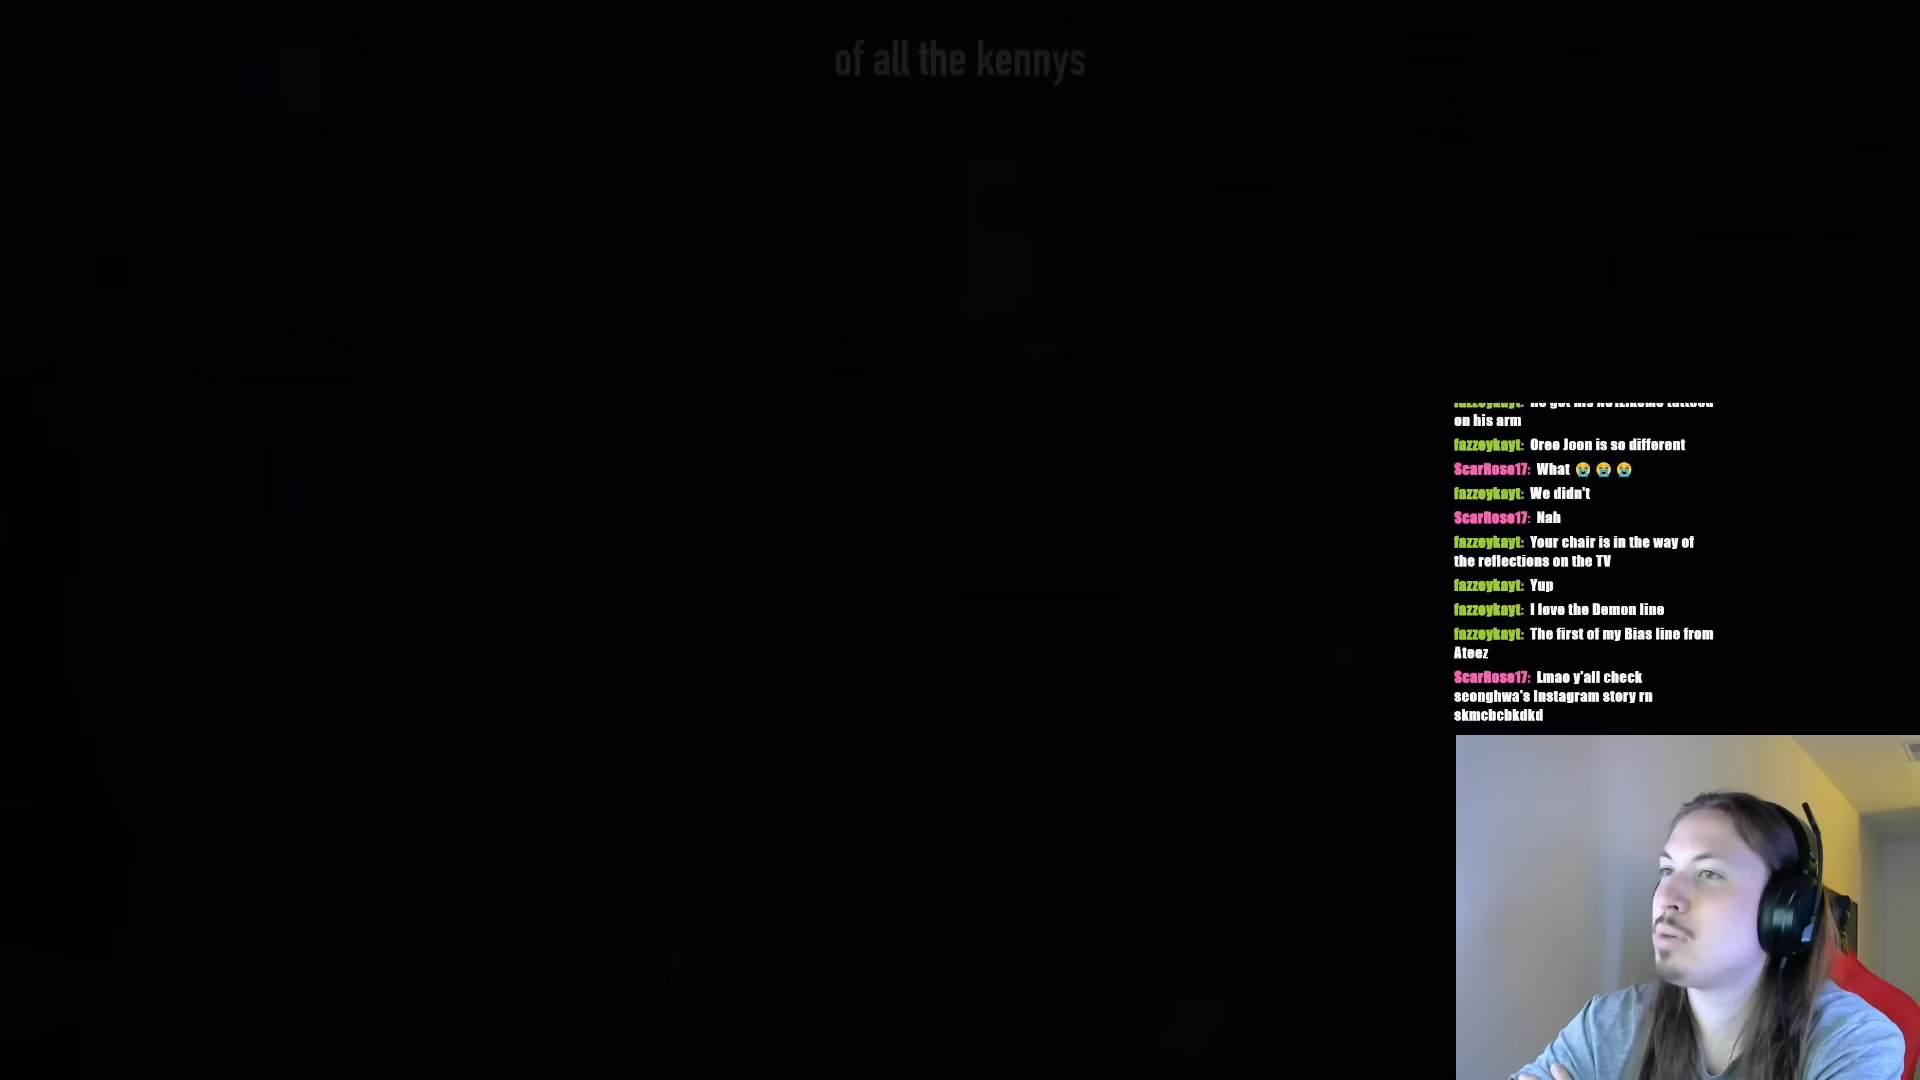 of all the kennys
on his arm
fazzeykayt: Oreo Joon is so different
ScarRose17: What 😭 😭 😭
fazzeykayt: We didn't
ScarRose17: Nah
fazzeykayt: Your chair is in the way of
the reflections on the TV
fazzeykayt: Yup
fazzeykayt: I love the Demon line
fazzeykayt: The first of my Bias line from
Ateez
ScarRose17: Lmao y'all check
seonghwa's Instagram story rn
skmcbcbkdkd